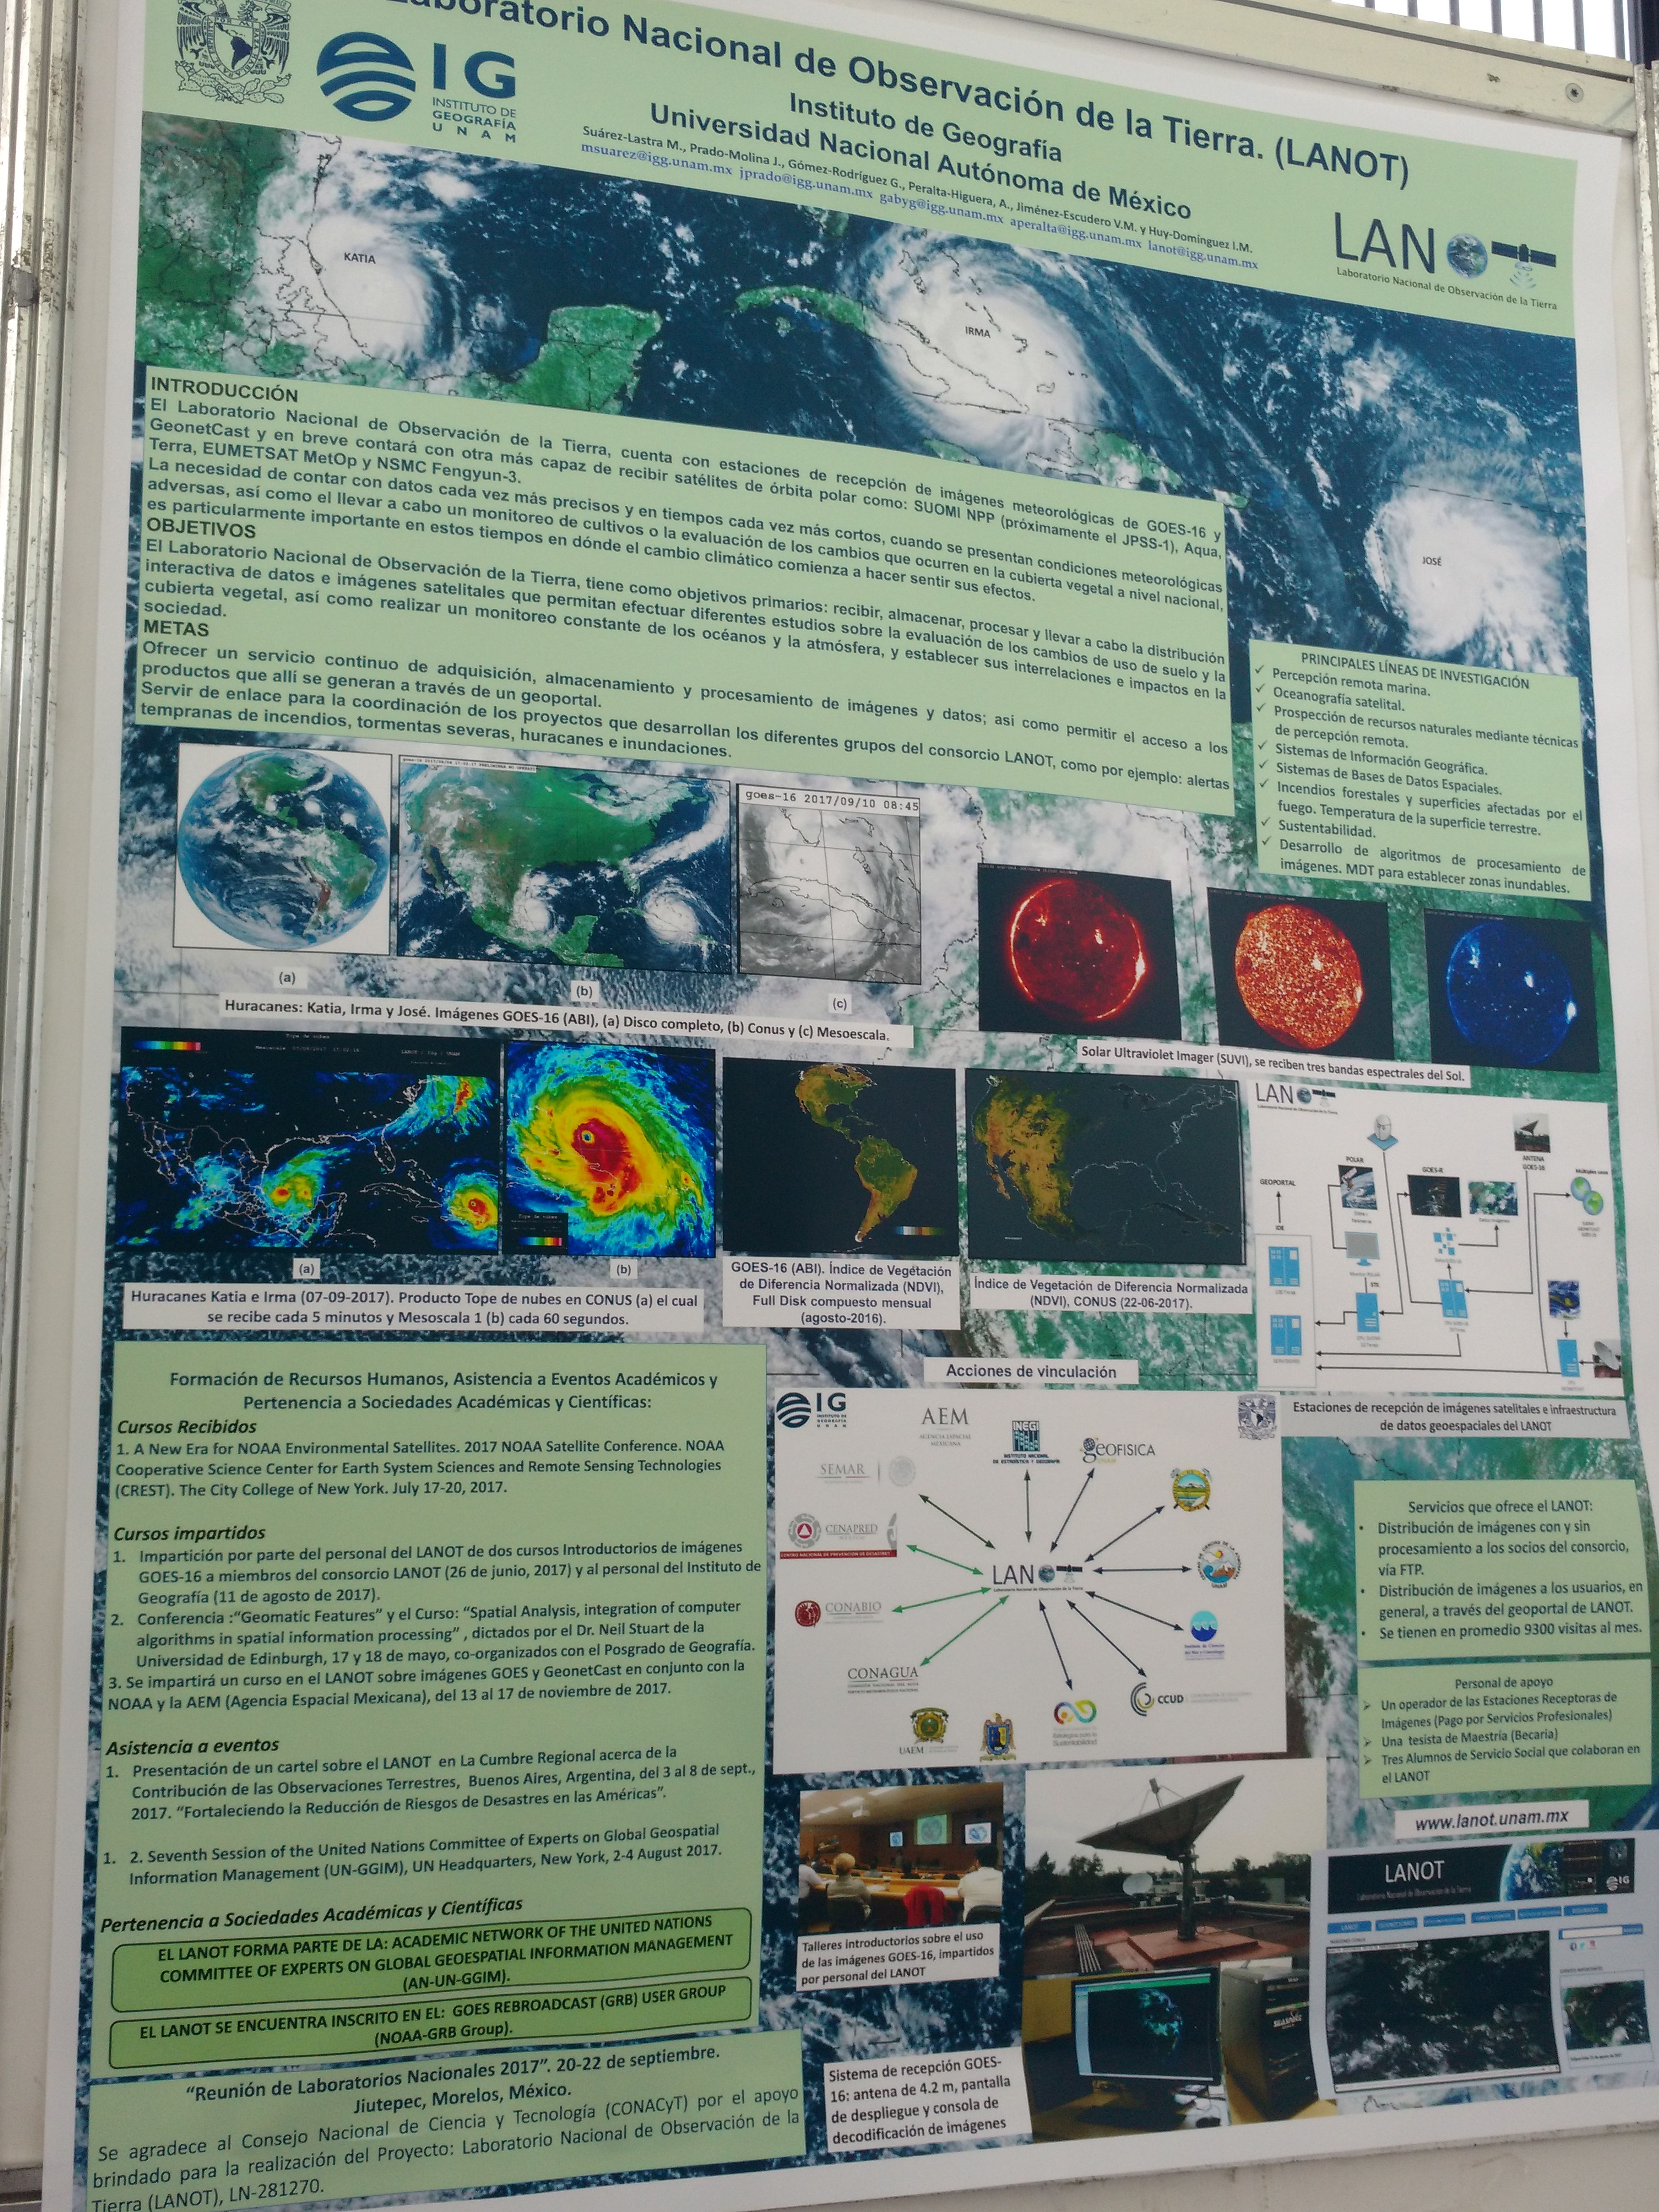 Laboratorio Nacional de Observación de la Tierra. (LANOT)
Instituto de Geografía
Universidad Nacional Autónoma de México
Suárez-Lastra M., Prado-Molina J., Gómez-Rodríguez G., Peralta-Higuera, A., Jiménez-Escudero V.M. y Huy-Domínguez I.M.
msuarez@igg.unam.mx jprado@igg.unam.mx gabyg@igg.unam.mx aperalta@igg.unam.mx lanot@igg.unam.mx
IG
INSTITUTO DE
GEOGRAFÍA
UNAM
LAN
Laboratorio Nacional de Observación de la Tierra
KATIA
IRMA
JOSÉ
INTRODUCCIÓN
El Laboratorio Nacional de Observación de la Tierra, cuenta con estaciones de recepción de imágenes meteorológicas de GOES-16 y
GeonetCast y en breve contará con otra más capaz de recibir satélites de órbita polar como: SUOMI NPP (próximamente el JPSS-1), Aqua,
Terra, EUMETSAT MetOp y NSMC Fengyun-3.
La necesidad de contar con datos cada vez más precisos y en tiempos cada vez más cortos, cuando se presentan condiciones meteorológicas
adversas, así como el llevar a cabo un monitoreo de cultivos o la evaluación de los cambios que ocurren en la cubierta vegetal a nivel nacional,
es particularmente importante en estos tiempos en dónde el cambio climático comienza a hacer sentir sus efectos.
OBJETIVOS
El Laboratorio Nacional de Observación de la Tierra, tiene como objetivos primarios: recibir, almacenar, procesar y llevar a cabo la distribución
interactiva de datos e imágenes satelitales que permitan efectuar diferentes estudios sobre la evaluación de los cambios de uso de suelo y la
cubierta vegetal, así como realizar un monitoreo constante de los océanos y la atmósfera, y establecer sus interrelaciones e impactos en la
sociedad.
METAS
Ofrecer un servicio continuo de adquisición, almacenamiento y procesamiento de imágenes y datos; así como permitir el acceso a los
productos que allí se generan a través de un geoportal.
Servir de enlace para la coordinación de los proyectos que desarrollan los diferentes grupos del consorcio LANOT, como por ejemplo: alertas
tempranas de incendios, tormentas severas, huracanes e inundaciones.
PRINCIPALES LÍNEAS DE INVESTIGACIÓN
✓ Percepción remota marina.
✓ Oceanografía satelital.
✓ Prospección de recursos naturales mediante técnicas
de percepción remota.
✓ Sistemas de Información Geográfica.
✓ Sistemas de Bases de Datos Espaciales.
✓ Incendios forestales y superficies afectadas por el
fuego. Temperatura de la superficie terrestre.
✓ Sustentabilidad.
✓ Desarrollo de algoritmos de procesamiento de
imágenes. MDT para establecer zonas inundables.
goes-16 2017/09/10 08:45
(a)
(b)
(c)
Huracanes: Katia, Irma y José. Imágenes GOES-16 (ABI), (a) Disco completo, (b) Conus y (c) Mesoescala.
Solar Ultraviolet Imager (SUVI), se reciben tres bandas espectrales del Sol.
Tope de nubes
(a)
Tope de nubes
(b)
Huracanes Katia e Irma (07-09-2017). Producto Tope de nubes en CONUS (a) el cual
se recibe cada 5 minutos y Mesoscala 1 (b) cada 60 segundos.
GOES-16 (ABI). Índice de Vegétación
de Diferencia Normalizada (NDVI),
Full Disk compuesto mensual
(agosto-2016).
Índice de Vegetación de Diferencia Normalizada
(NDVI), CONUS (22-06-2017).
LAN
GEOPORTAL
IDE
POLAR
GOES-R
ANTENA
GOES-16
Estaciones de recepción de imágenes satelitales e infraestructura
de datos geoespaciales del LANOT
Formación de Recursos Humanos, Asistencia a Eventos Académicos y
Pertenencia a Sociedades Académicas y Científicas:
Cursos Recibidos
1. A New Era for NOAA Environmental Satellites. 2017 NOAA Satellite Conference. NOAA
Cooperative Science Center for Earth System Sciences and Remote Sensing Technologies
(CREST). The City College of New York. July 17-20, 2017.
Cursos impartidos
1. Impartición por parte del personal del LANOT de dos cursos Introductorios de imágenes
GOES-16 a miembros del consorcio LANOT (26 de junio, 2017) y al personal del Instituto de
Geografía (11 de agosto de 2017).
2. Conferencia :“Geomatic Features” y el Curso: “Spatial Analysis, integration of computer
algorithms in spatial information processing” , dictados por el Dr. Neil Stuart de la
Universidad de Edinburgh, 17 y 18 de mayo, co-organizados con el Posgrado de Geografía.
3. Se impartirá un curso en el LANOT sobre imágenes GOES y GeonetCast en conjunto con la
NOAA y la AEM (Agencia Espacial Mexicana), del 13 al 17 de noviembre de 2017.
Asistencia a eventos
1. Presentación de un cartel sobre el LANOT en La Cumbre Regional acerca de la
Contribución de las Observaciones Terrestres, Buenos Aires, Argentina, del 3 al 8 de sept.,
2017. “Fortaleciendo la Reducción de Riesgos de Desastres en las Américas”.
1. 2. Seventh Session of the United Nations Committee of Experts on Global Geospatial
Information Management (UN-GGIM), UN Headquarters, New York, 2-4 August 2017.
Pertenencia a Sociedades Académicas y Científicas
EL LANOT FORMA PARTE DE LA: ACADEMIC NETWORK OF THE UNITED NATIONS
COMMITTEE OF EXPERTS ON GLOBAL GEOSPATIAL INFORMATION MANAGEMENT
(AN-UN-GGIM).
EL LANOT SE ENCUENTRA INSCRITO EN EL: GOES REBROADCAST (GRB) USER GROUP
(NOAA-GRB Group).
“Reunión de Laboratorios Nacionales 2017”. 20-22 de septiembre.
Jiutepec, Morelos, México.
Se agradece al Consejo Nacional de Ciencia y Tecnología (CONACyT) por el apoyo
brindado para la realización del Proyecto: Laboratorio Nacional de Observación de la
Tierra (LANOT), LN-281270.
Acciones de vinculación
IG
AEM
AGENCIA ESPACIAL
MEXICANA
INEGI
GEOFISICA
SEMAR
CENAPRED
CONABIO
CONAGUA
UAEM
CCUD
Sustentabilidad
LAN
Servicios que ofrece el LANOT:
• Distribución de imágenes con y sin
procesamiento a los socios del consorcio,
vía FTP.
• Distribución de imágenes a los usuarios, en
general, a través del geoportal de LANOT.
• Se tienen en promedio 9300 visitas al mes.
Personal de apoyo
➢ Un operador de las Estaciones Receptoras de
Imágenes (Pago por Servicios Profesionales)
➢ Una tesista de Maestría (Becaria)
➢ Tres Alumnos de Servicio Social que colaboran en
el LANOT
www.lanot.unam.mx
LANOT
IG
Talleres introductorios sobre el uso
de las imágenes GOES-16, impartidos
por personal del LANOT
Sistema de recepción GOES-
16: antena de 4.2 m, pantalla
de despliegue y consola de
decodificación de imágenes